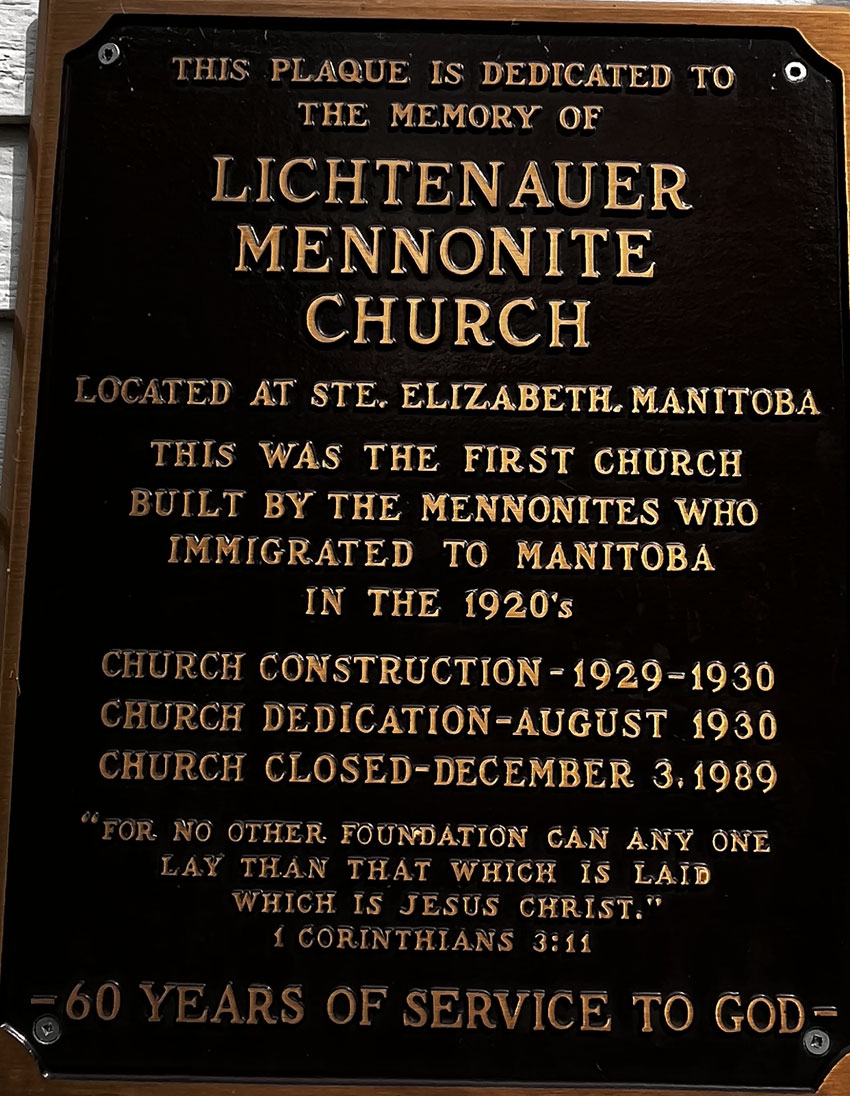 THIS PLAQUE IS DEDICATED TO
THE MEMORY OF
LICHTENAUER
MENNONITE
CHURCH
LOCATED AT STE. ELIZABETH. MANITOBA
THIS WAS THE FIRST CHURCH
BUILT BY THE MENNONITES WHO
IMMIGRATED TO MANITOBA
IN THE 1920's
CHURCH CONSTRUCTION-1929-1930
CHURCH DEDICATION-AUGUST 1930
CHURCH CLOSED-DECEMBER 3, 1989
"FOR NO OTHER FOUNDATION CAN ANY ONE
LAY THAN THAT WHICH IS LAID
WHICH IS JESUS CHRIST."
1 CORINTHIANS 3:11
-60 YEARS OF SERVICE TO GOD-